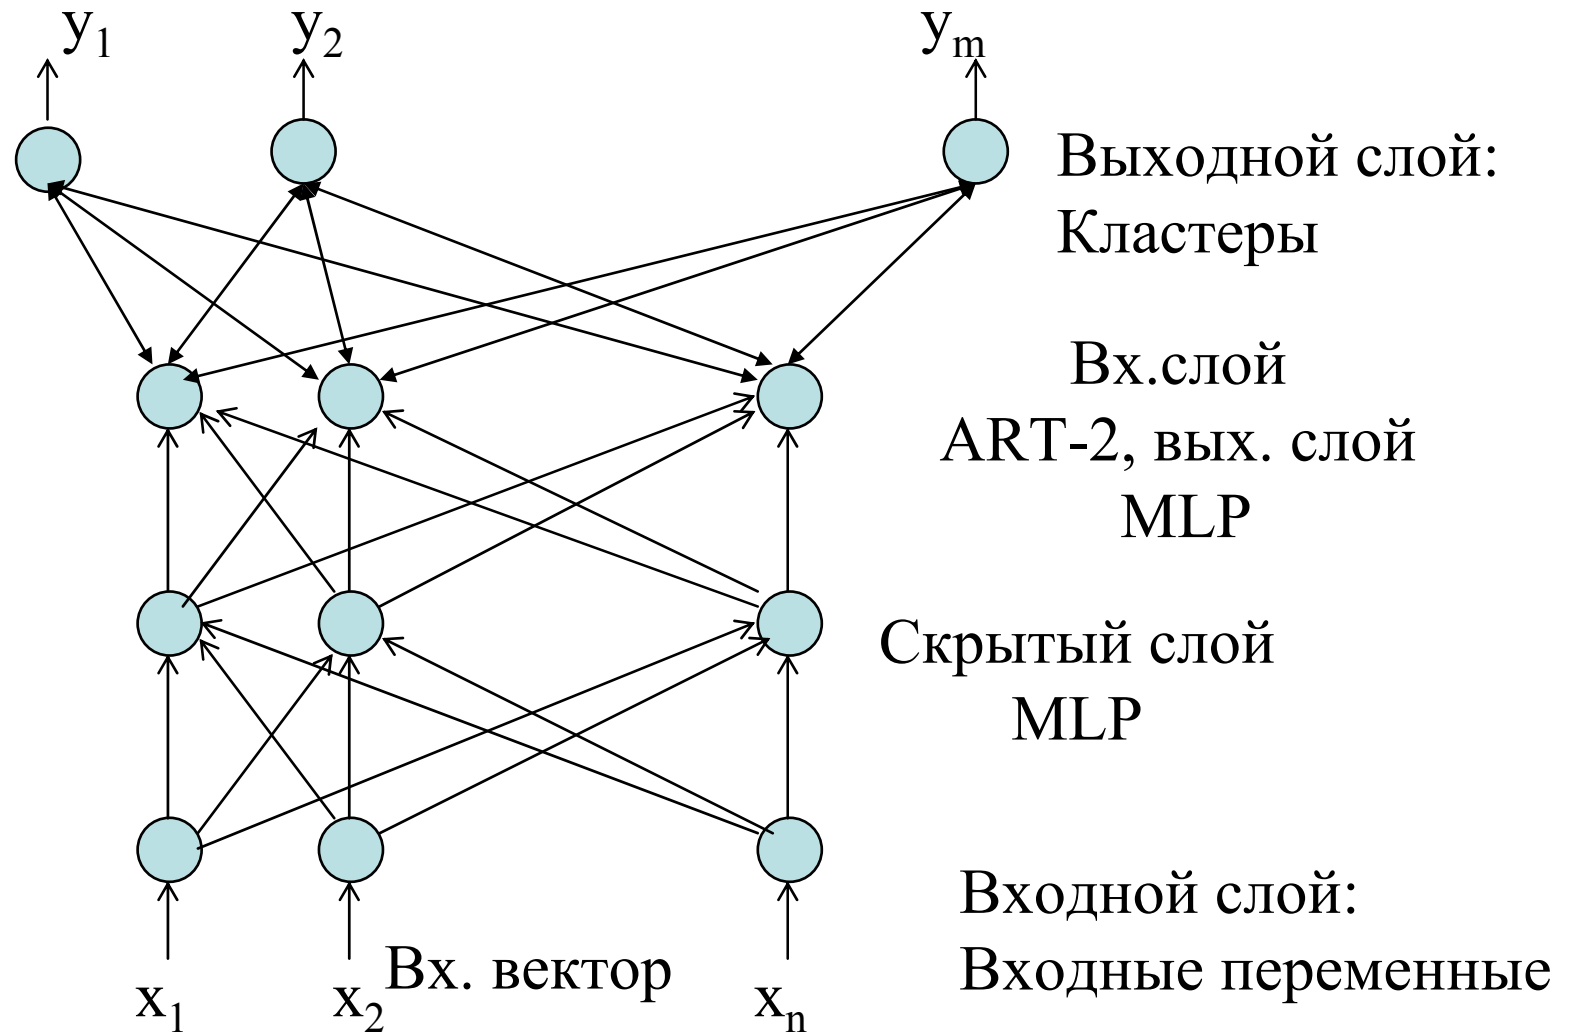 y₁ y₂ yₘ
Выходной слой:
Кластеры
Вх.слой
ART-2, вых. слой
MLP
Скрытый слой
MLP
Входной слой:
Входные переменные
Вх. вектор
x₁ x₂ xₙ